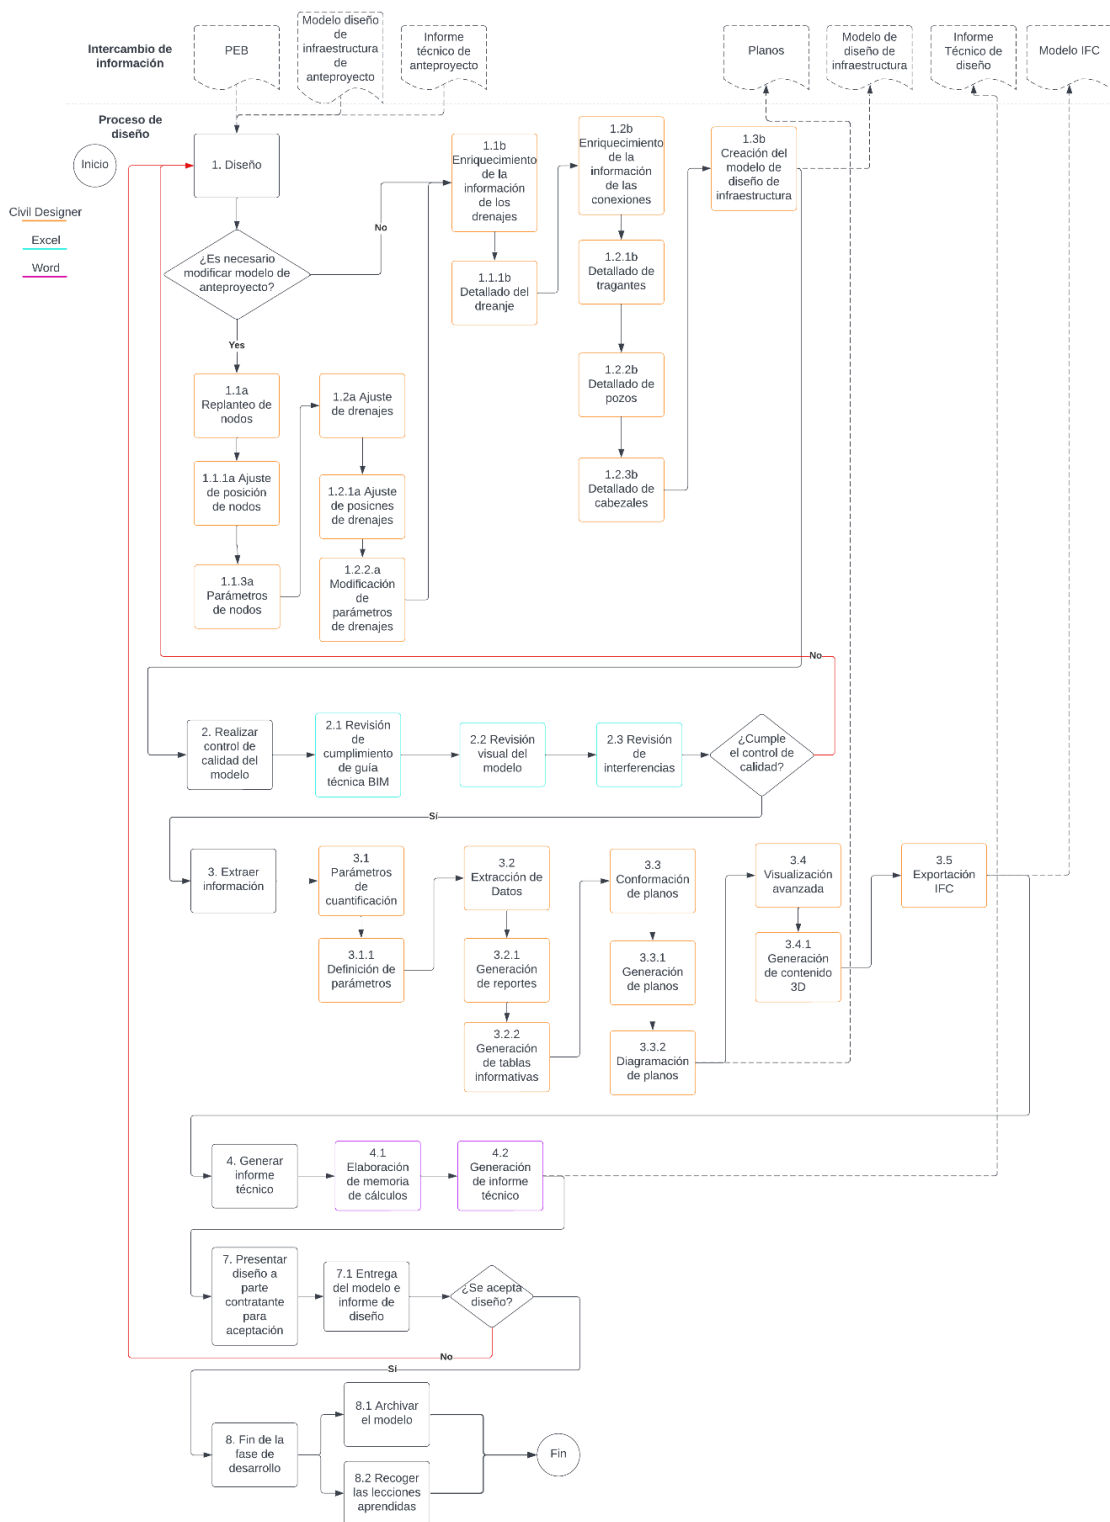 Intercambio de
información
PEB
Modelo diseño
de
infraestructura
de
anteproyecto
Informe
técnico de
anteproyecto
Planos
Modelo de
diseño de
infraestructura
Informe
Técnico de
diseño
Modelo IFC
Proceso de
diseño
Inicio
Civil Designer
Excel
Word
1. Diseño
¿Es necesario
modificar modelo de
anteproyecto?
No
Yes
1.1a
Replanteo de
nodos
1.1.1a Ajuste
de posición
de nodos
1.1.3a
Parámetros
de nodos
1.2a Ajuste
de drenajes
1.2.1a Ajuste
de posicnes
de drenajes
1.2.2.a
Modificación
de
parámetros
de drenajes
1.1b
Enriquecimiento
de la
información
de los
drenajes
1.1.1b
Detallado del
dreanje
1.2b
Enriquecimiento
de la
información
de las
conexiones
1.2.1b
Detallado de
tragantes
1.2.2b
Detallado de
pozos
1.2.3b
Detallado de
cabezales
1.3b
Creación del
modelo de
diseño de
infraestructura
No
2. Realizar
control de
calidad del
modelo
2.1 Revisión
de
cumplimiento
de guía
técnica BIM
2.2 Revisión
visual del
modelo
2.3 Revisión
de
interferencias
¿Cumple
el control de
calidad?
Sí
3. Extraer
información
3.1
Parámetros
de
cuantificación
3.1.1
Definición de
parámetros
3.2
Extracción de
Datos
3.2.1
Generación
de reportes
3.2.2
Generación
de tablas
informativas
3.3
Conformación
de planos
3.3.1
Generación
de planos
3.3.2
Diagramación
de planos
3.4
Visualización
avanzada
3.4.1
Generación
de contenido
3D
3.5
Exportación
IFC
4. Generar
informe
técnico
4.1
Elaboración
de memoria
de cálculos
4.2
Generación
de informe
técnico
7. Presentar
diseño a
parte
contratante
para
aceptación
7.1 Entrega
del modelo e
informe de
diseño
¿Se acepta
diseño?
No
Sí
8. Fin de la
fase de
desarrollo
8.1 Archivar
el modelo
8.2 Recoger
las lecciones
aprendidas
Fin